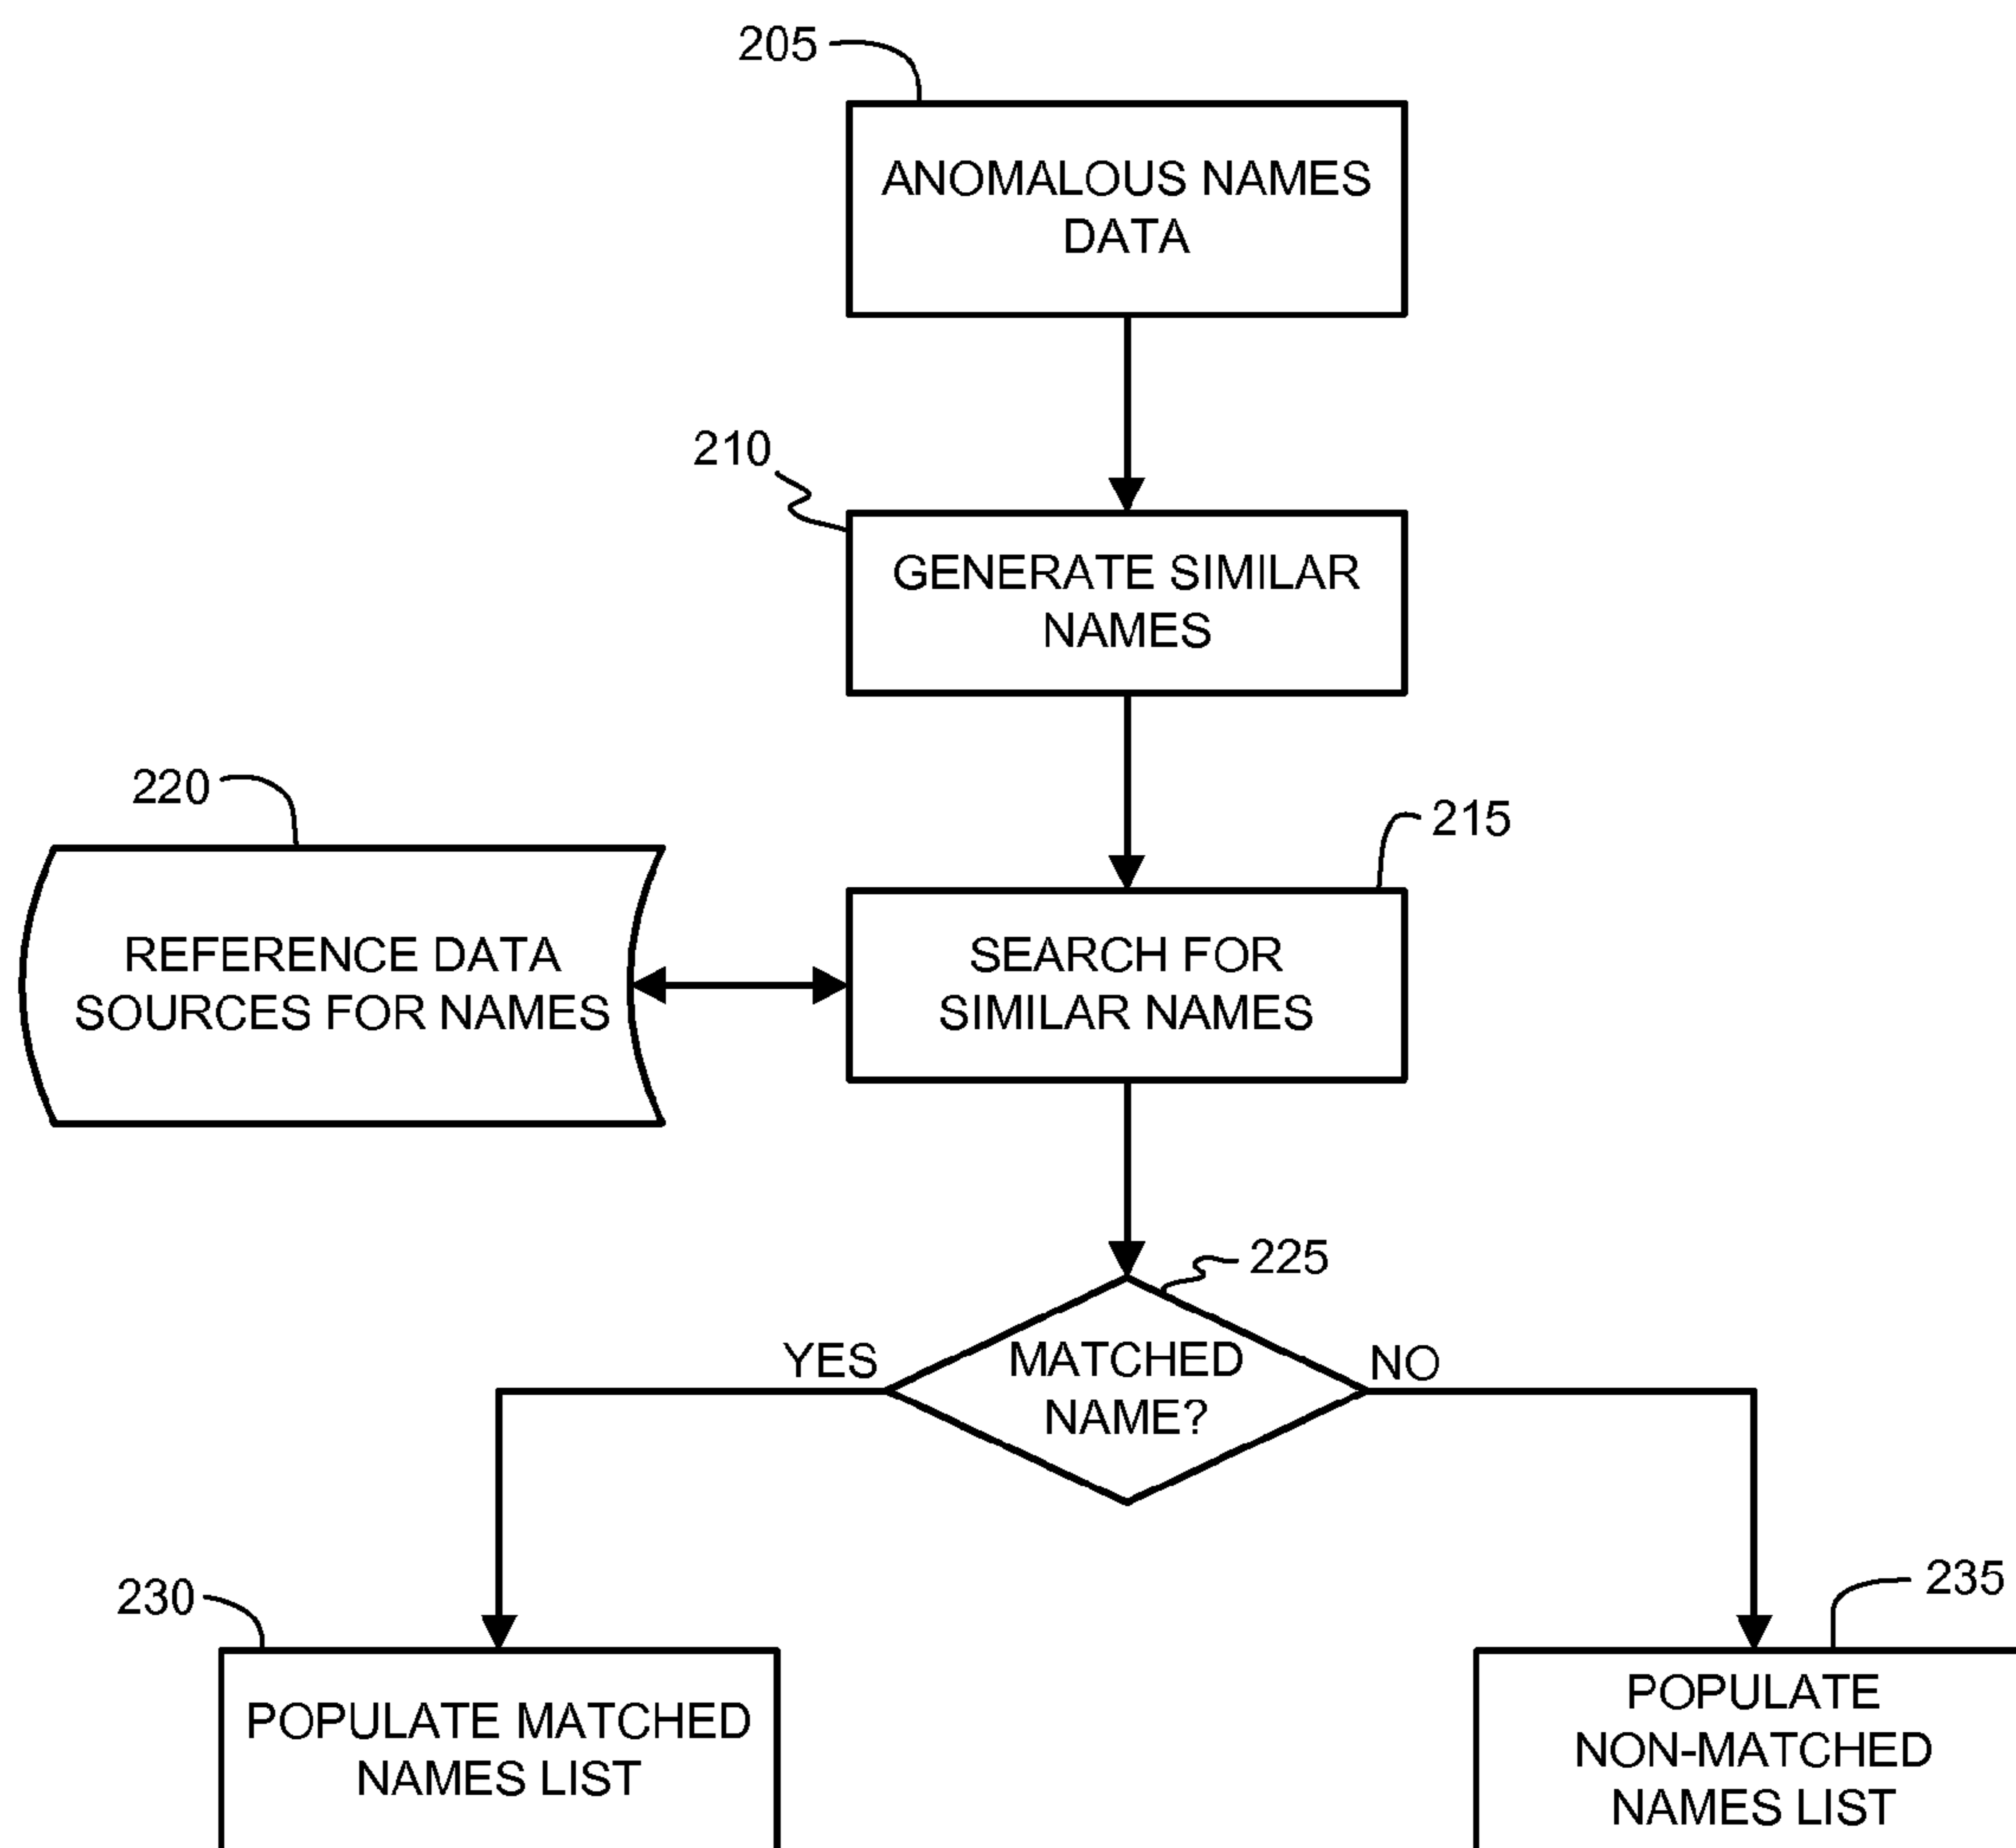 205
ANOMALOUS NAMES
DATA
210
GENERATE SIMILAR
NAMES
220
215
REFERENCE DATA
SOURCES FOR NAMES
SEARCH FOR
SIMILAR NAMES
225
YES
MATCHED
NAME?
NO
230
235
POPULATE MATCHED
NAMES LIST
POPULATE
NON-MATCHED
NAMES LIST